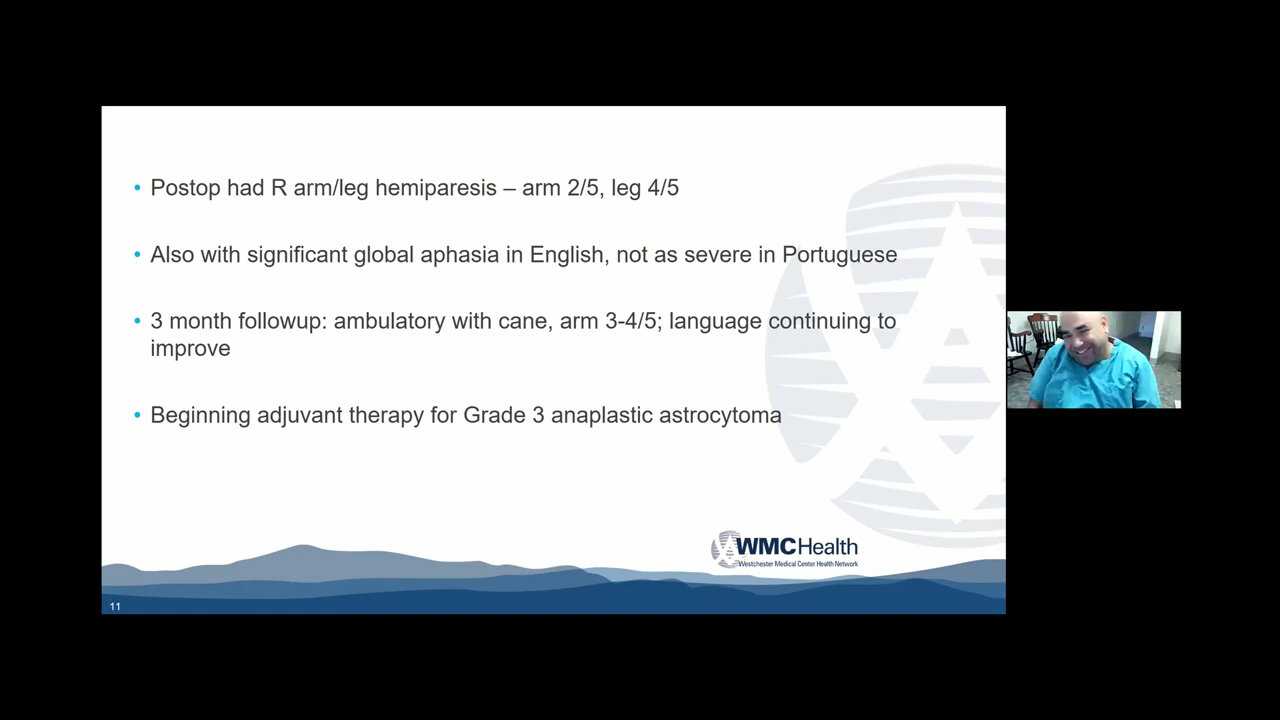 • Postop had R arm/leg hemiparesis – arm 2/5, leg 4/5
• Also with significant global aphasia in English, not as severe in Portuguese
• 3 month followup: ambulatory with cane, arm 3-4/5; language continuing to
improve
• Beginning adjuvant therapy for Grade 3 anaplastic astrocytoma
WMCHealth
Westchester Medical Center Health Network
11